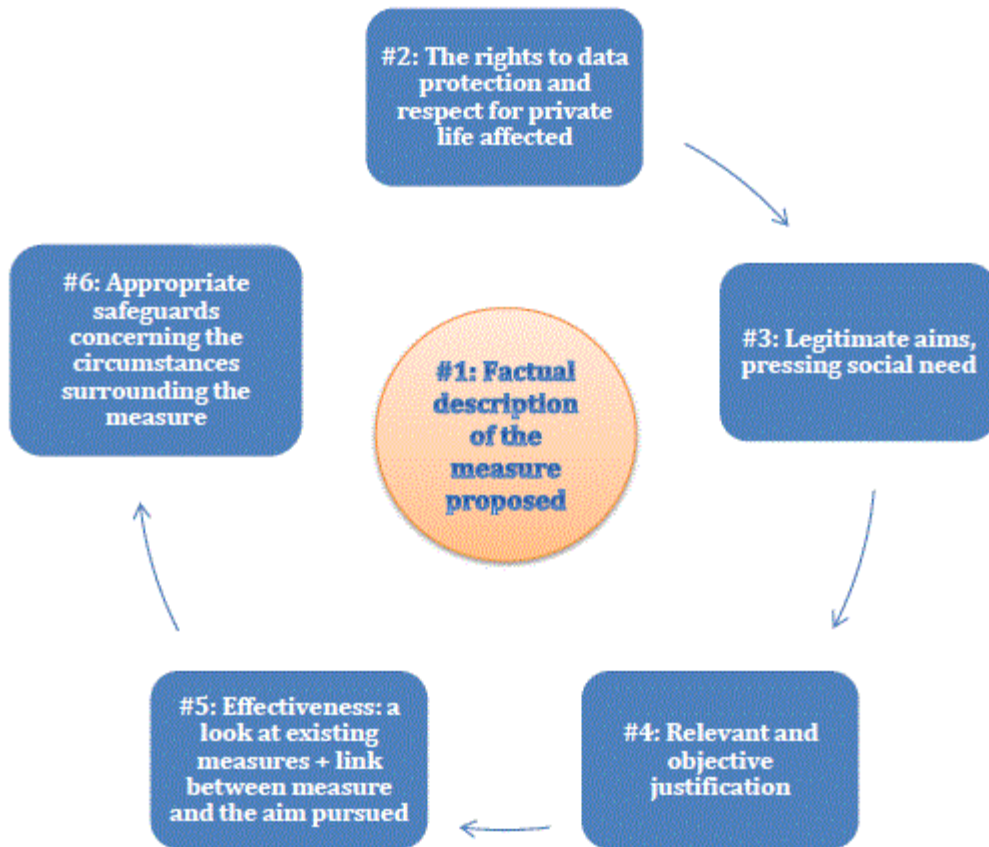 #2: The rights to data
protection and
respect for private
life affected
#3: Legitimate aims,
pressing social need
#4: Relevant and
objective
justification
#5: Effectiveness: a
look at existing
measures + link
between measure
and the aim pursued
#6: Appropriate
safeguards
concerning the
circumstances
surrounding the
measure
#1: Factual
description
of the
measure
proposed